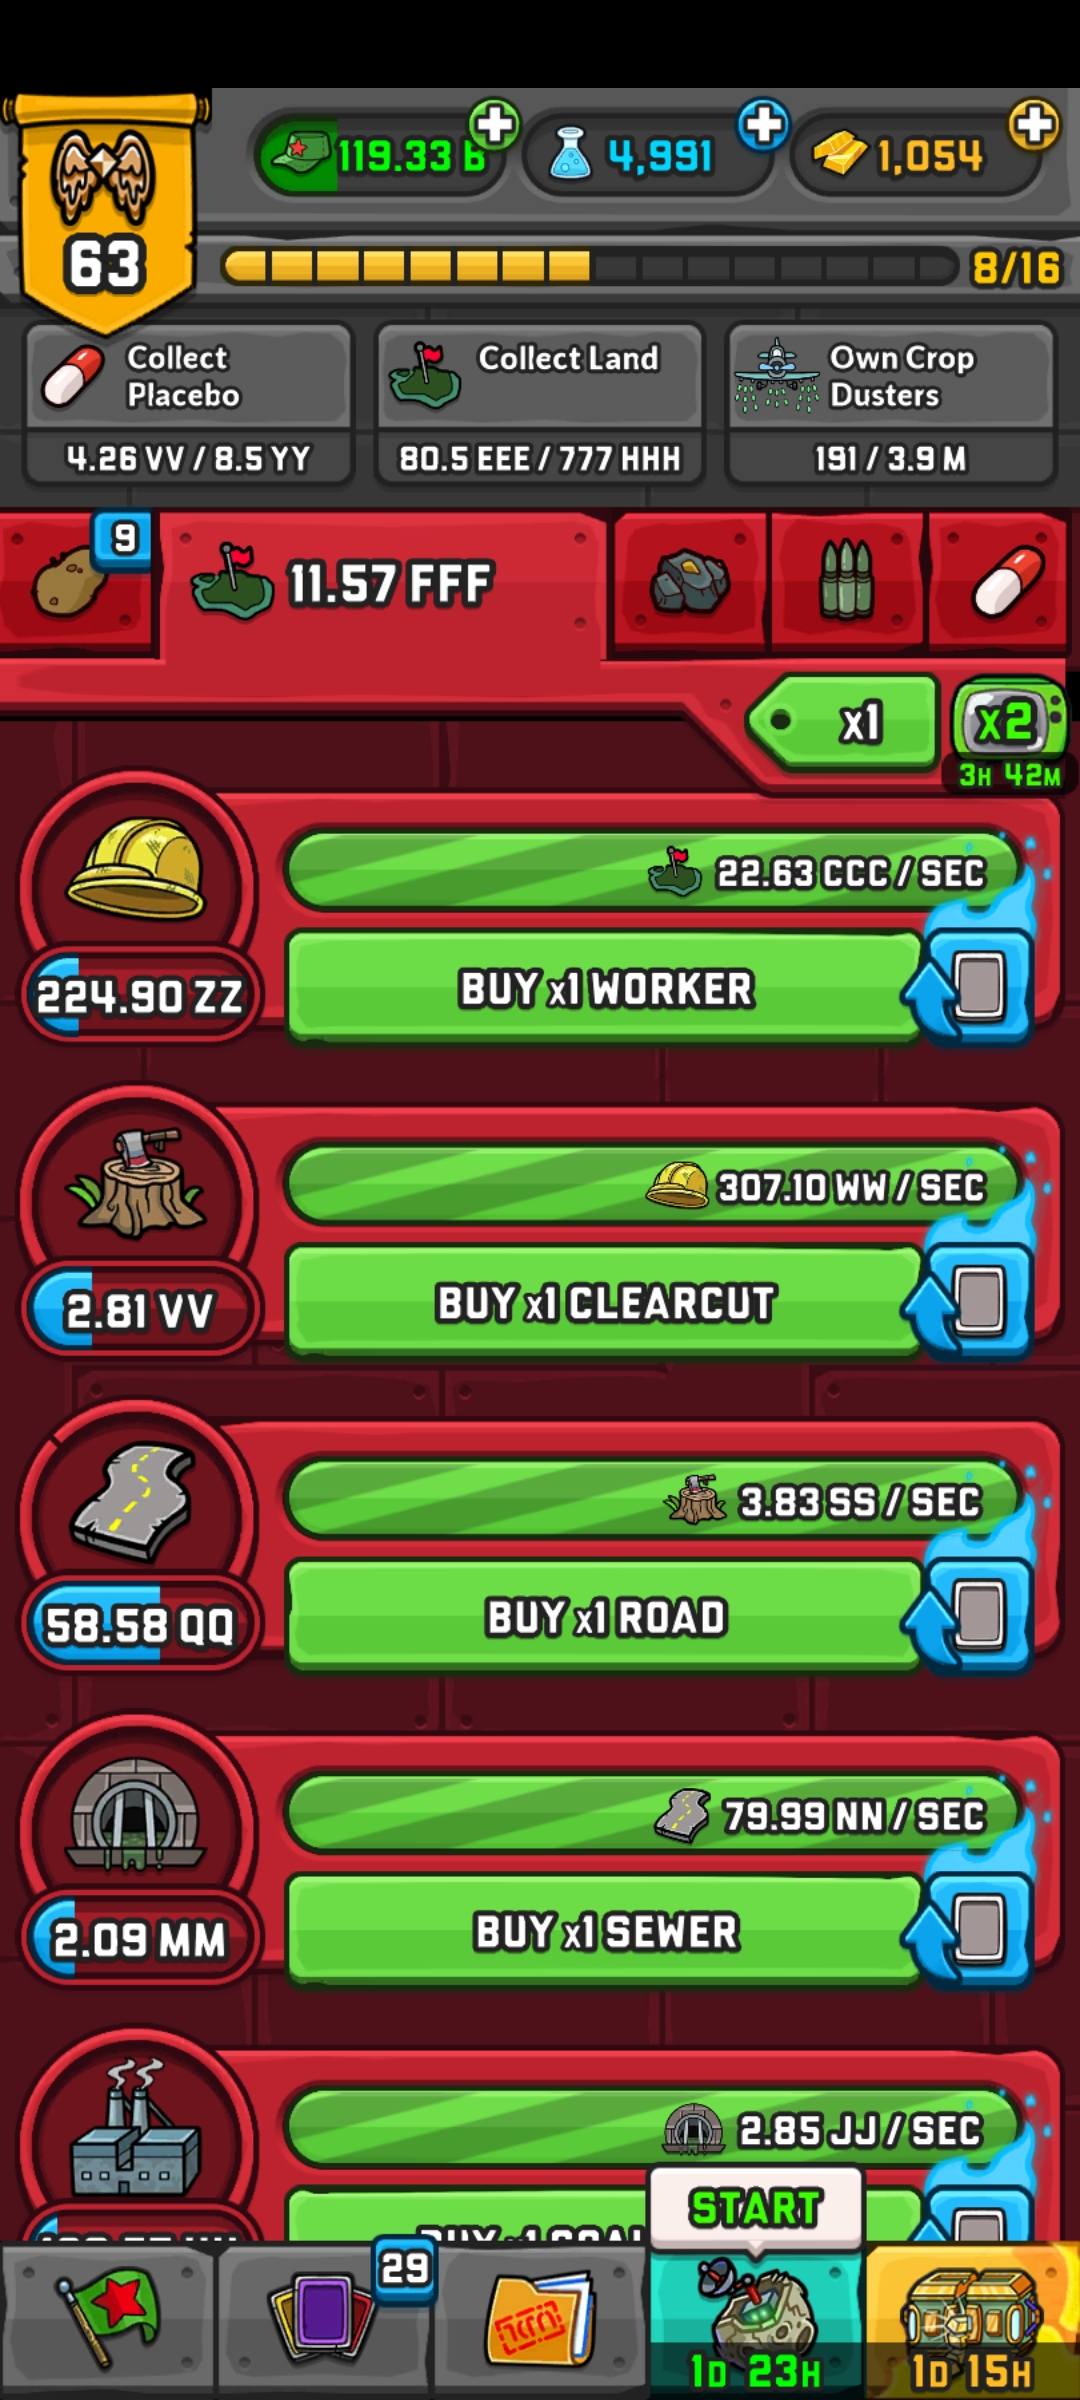 119.33 B
4,991
1,054
63
8/16
Collect
Placebo
4.26 VV / 8.5 YY
Collect Land
80.5 EEE / 777 HHH
Own Crop
Dusters
191 / 3.9 M
9
11.57 FFF
x1
x2
3H 42M
22.63 CCC / SEC
224.90 ZZ
BUY x1 WORKER
307.10 WW / SEC
2.81 VV
BUY x1 CLEARCUT
3.83 SS / SEC
58.58 QQ
BUY x1 ROAD
79.99 NN / SEC
2.09 MM
BUY x1 SEWER
2.85 JJ / SEC
START
29
1D 23H
1D 15H